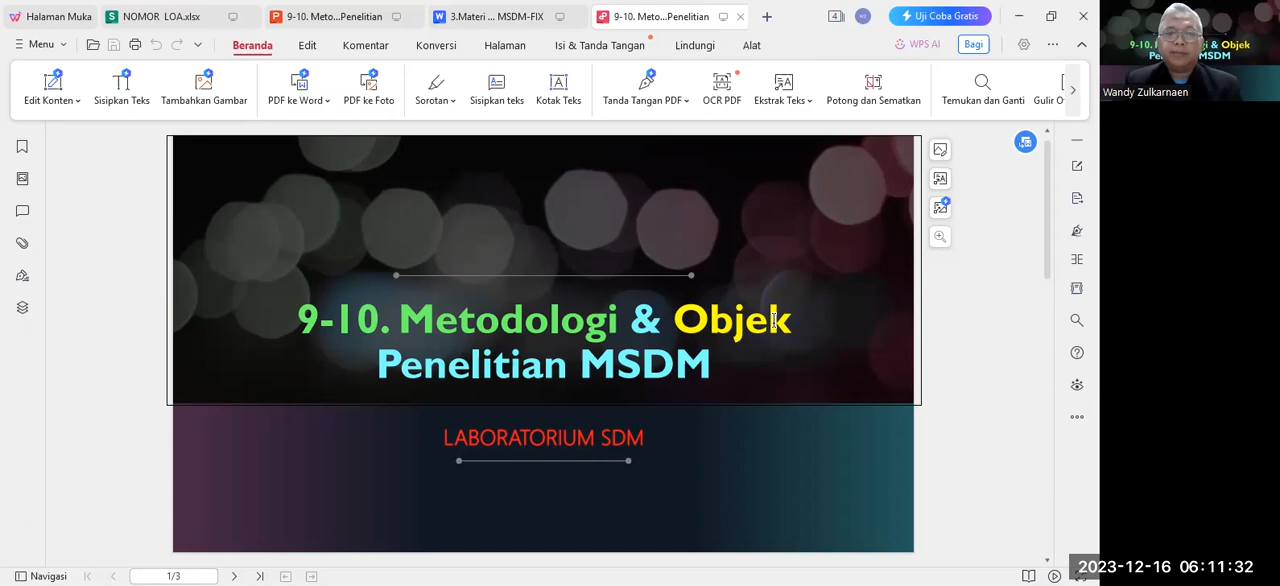 Halaman Muka
NOMOR LOA.xlsx
9-10. Meto...Penelitian
3.Materi ... MSDM-FIX
9-10. Meto...Penelitian
4
Uji Coba Gratis
Menu
Beranda
Edit
Komentar
Konversi
Halaman
Isi & Tanda Tangan
Lindungi
Alat
WPS AI
Bagi
Edit Konten
Sisipkan Teks
Tambahkan Gambar
PDF ke Word
PDF ke Foto
Sorotan
Sisipkan teks
Kotak Teks
Tanda Tangan PDF
OCR PDF
Ekstrak Teks
Potong dan Sematkan
Temukan dan Ganti
Gulir
Wandy Zulkarnaen
9-10. Metodologi & Objek
Penelitian MSDM
LABORATORIUM SDM
Navigasi
1/3
2023-12-16 06:11:32